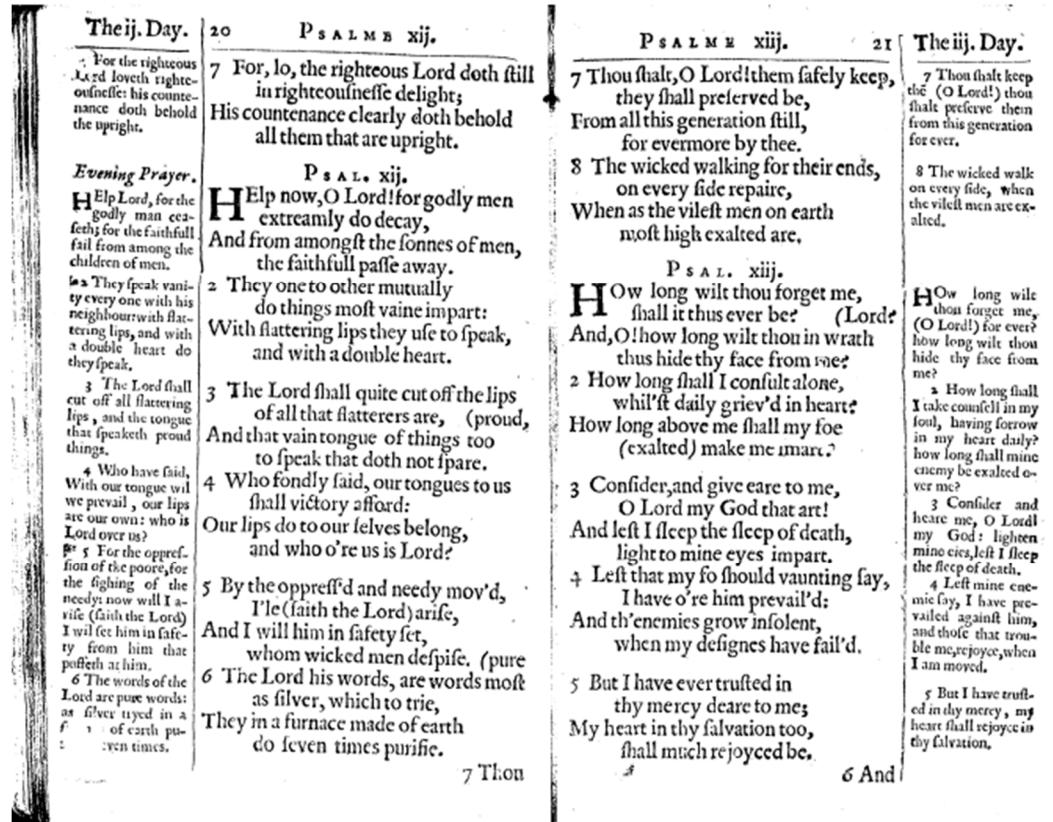 The ij. Day.
For the righteous
Lord loveth righte-
ousnesse: his counte-
nance doth behold
the upright.
Evening Prayer.
HElp Lord, for the
godly man cea-
seth; for the faithfull
fail from among the
children of men.
2 They speak vani-
ty every one with his
neighbour: with flat-
tering lips, and with
a double heart do
they speak.
3 The Lord shall
cut off all flattering
lips, and the tongue
that speaketh proud
things.
4 Who have said,
With our tongue wil
we prevail, our lips
are our own: who is
Lord over us?
5 For the oppres-
sion of the poore, for
the sighing of the
needy: now will I a-
rise (saith the Lord)
I wil set him in safe-
ty from him that
puffeth at him.
6 The words of the
Lord are pure words:
as silver tryed in a
of earth pu-
times.
20 PSALME xij.
7 For, lo, the righteous Lord doth still
in righteousnesse delight;
His countenance clearly doth behold
all them that are upright.
PSAL. xij.
HElp now, O Lord! for godly men
extreamly do decay,
And from amongst the sonnes of men,
the faithfull passe away.
2 They one to other mutually
do things most vaine impart:
With flattering lips they use to speak,
and with a double heart.
3 The Lord shall quite cut off the lips
of all that flatterers are, (proud,
And that vain tongue of things too
to speak that doth not spare.
4 Who fondly said, our tongues to us
shall victory afford:
Our lips do to our selves belong,
and who o're us is Lord?
5 By the oppress'd and needy mov'd,
I'le (saith the Lord) arise,
And I will him in safety set,
whom wicked men despise. (pure
6 The Lord his words, are words most
as silver, which to trie,
They in a furnace made of earth
do seven times purifie.
7 Thou
PSALME xiij. 21
7 Thou shalt, O Lord! them safely keep,
they shall preserved be,
From all this generation still,
for evermore by thee.
8 The wicked walking for their ends,
on every side repaire,
When as the vilest men on earth
most high exalted are.
PSAL. xiij.
HOw long wilt thou forget me,
shall it thus ever be? (Lord?
And, O! how long wilt thou in wrath
thus hide thy face from me?
2 How long shall I consult alone,
whil'st daily griev'd in heart?
How long above me shall my foe
(exalted) make me smart?
3 Consider, and give eare to me,
O Lord my God that art!
And lest I sleep the sleep of death,
light to mine eyes impart.
4 Lest that my fo should vaunting say,
I have o're him prevail'd:
And th'enemies grow insolent,
when my designes have fail'd.
5 But I have ever trusted in
thy mercy deare to me;
My heart in thy salvation too,
shall much rejoyced be.
6 And
The iij. Day.
7 Thou shalt keep
the (O Lord!) thou
shalt preserve them
from this generation
for ever.
8 The wicked walk
on every side, when
the vilest men are ex-
alted.
HOw long wilt
thou forget me,
(O Lord!) for ever?
how long wilt thou
hide thy face from
me?
2 How long shall
I take counsell in my
soul, having sorrow
in my heart daily?
how long shall mine
enemy be exalted o-
ver me?
3 Consider and
heare me, O Lord!
my God: lighten
mine eies, lest I sleep
the sleep of death.
4 Lest mine ene-
mie say, I have pre-
vailed against him,
and those that trou-
ble me, rejoyce, when
I am moved.
5 But I have trust-
ed in thy mercy, my
heart shall rejoyce in
thy salvation.